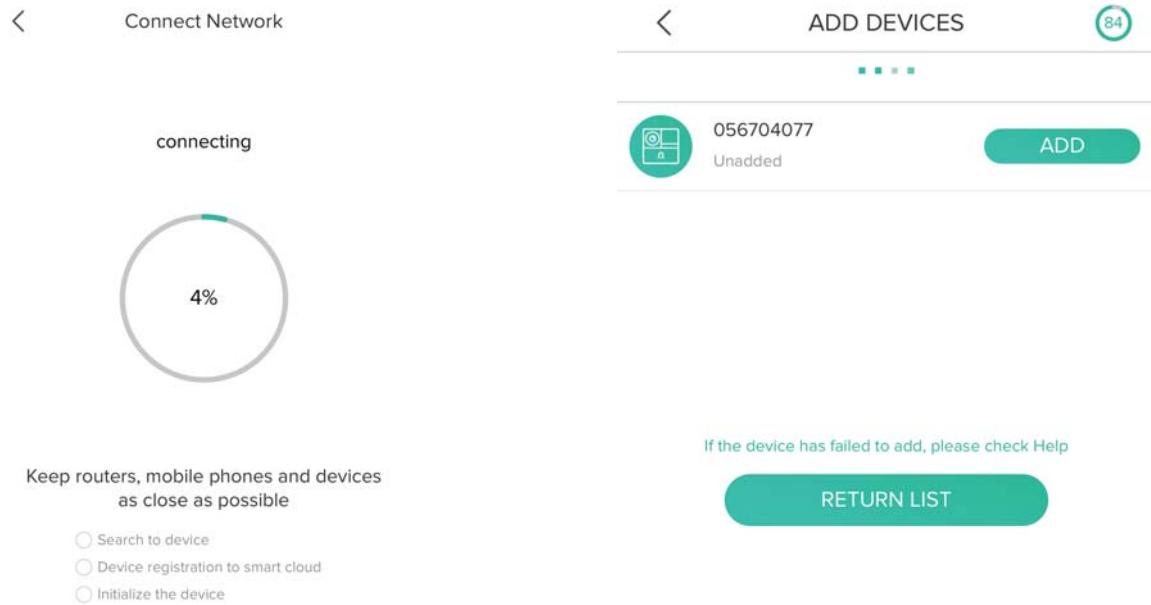 Connect Network
connecting
4%
Keep routers, mobile phones and devices
as close as possible
Search to device
Device registration to smart cloud
Initialize the device
ADD DEVICES
84
056704077
Unadded
ADD
If the device has failed to add, please check Help
RETURN LIST